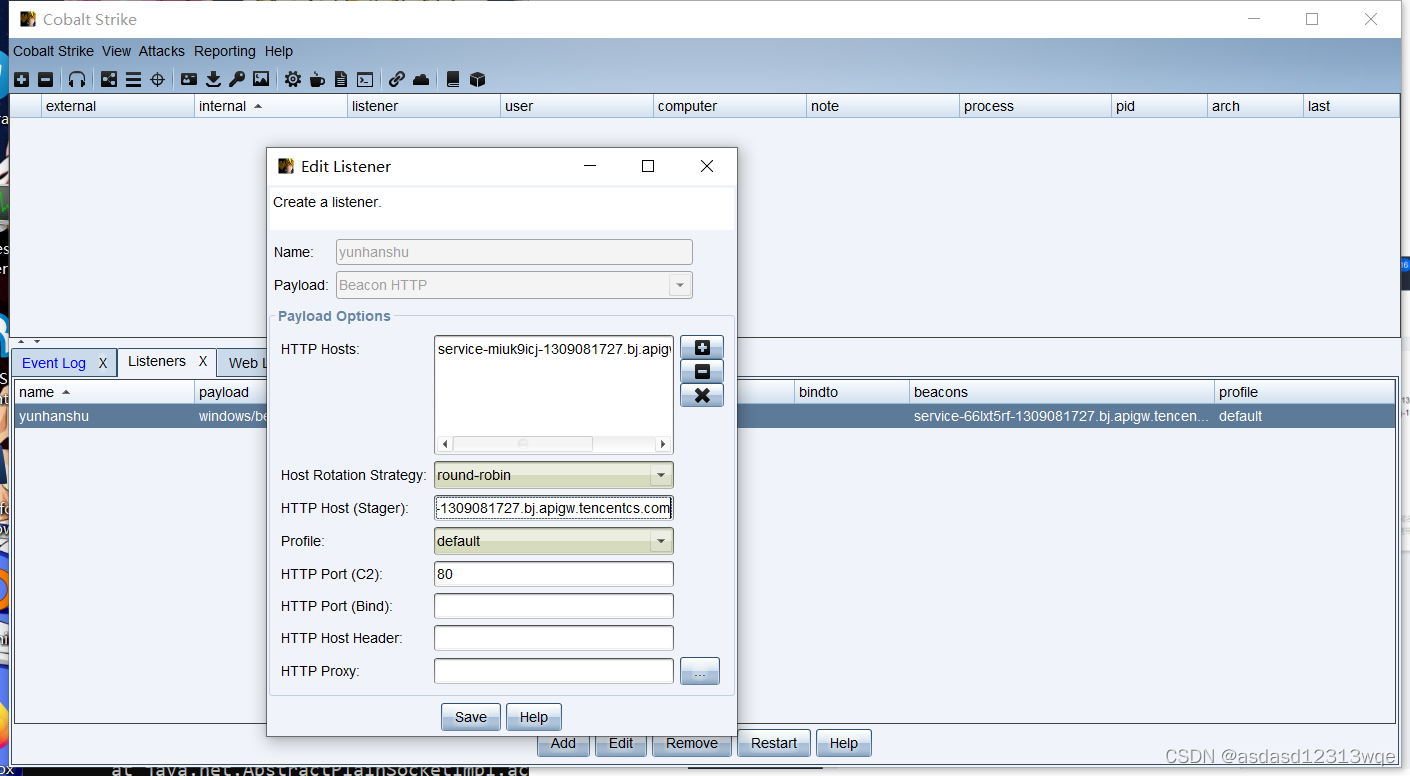 Cobalt Strike
Cobalt Strike View Attacks Reporting Help
external internal listener user computer note process pid arch last
Edit Listener
Create a listener.
Name: yunhanshu
Payload: Beacon HTTP
Payload Options
HTTP Hosts: service-miuk9icj-1309081727.bj.apigw
Host Rotation Strategy: round-robin
HTTP Host (Stager): -1309081727.bj.apigw.tencentcs.com
Profile: default
HTTP Port (C2): 80
HTTP Port (Bind):
HTTP Host Header:
HTTP Proxy: ...
Save Help
Event Log X Listeners X Web L
name payload bindto beacons profile
yunhanshu windows/be service-66lxt5rf-1309081727.bj.apigw.tencen... default
Add Edit Remove Restart Help
at java.net.AbstractPlainSocketImpl.ac
CSDN @asdasd12313wqe